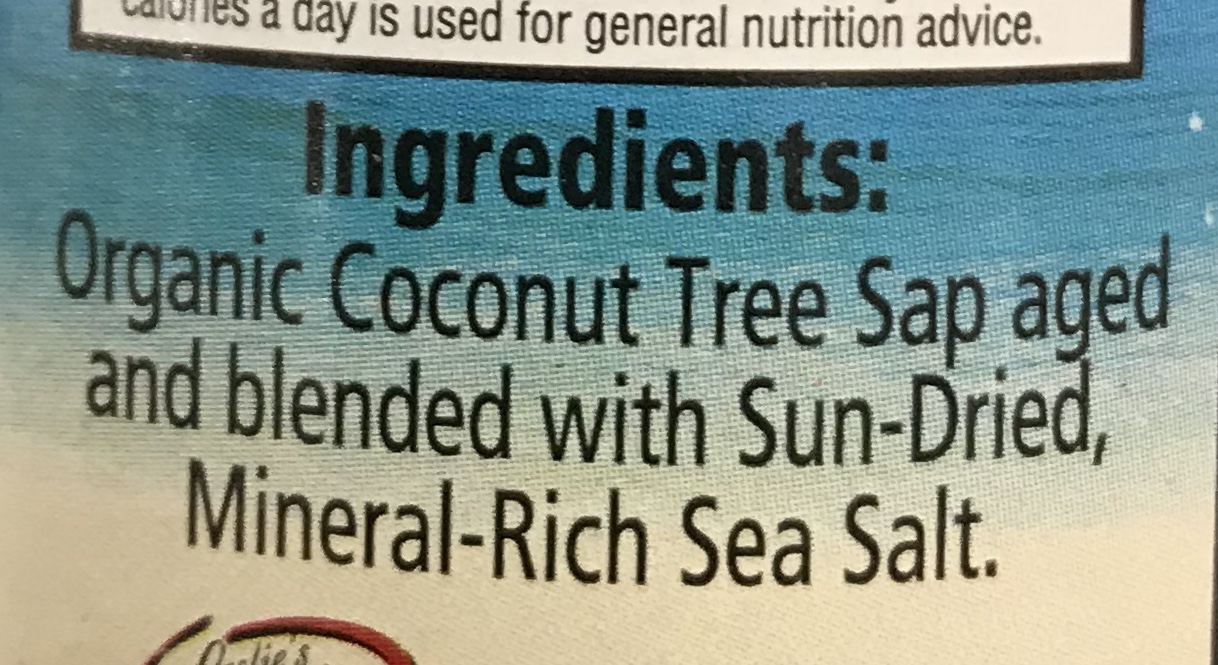 calories a day is used for general nutrition advice.
Ingredients:
Organic Coconut Tree Sap aged
and blended with Sun-Dried,
Mineral-Rich Sea Salt.